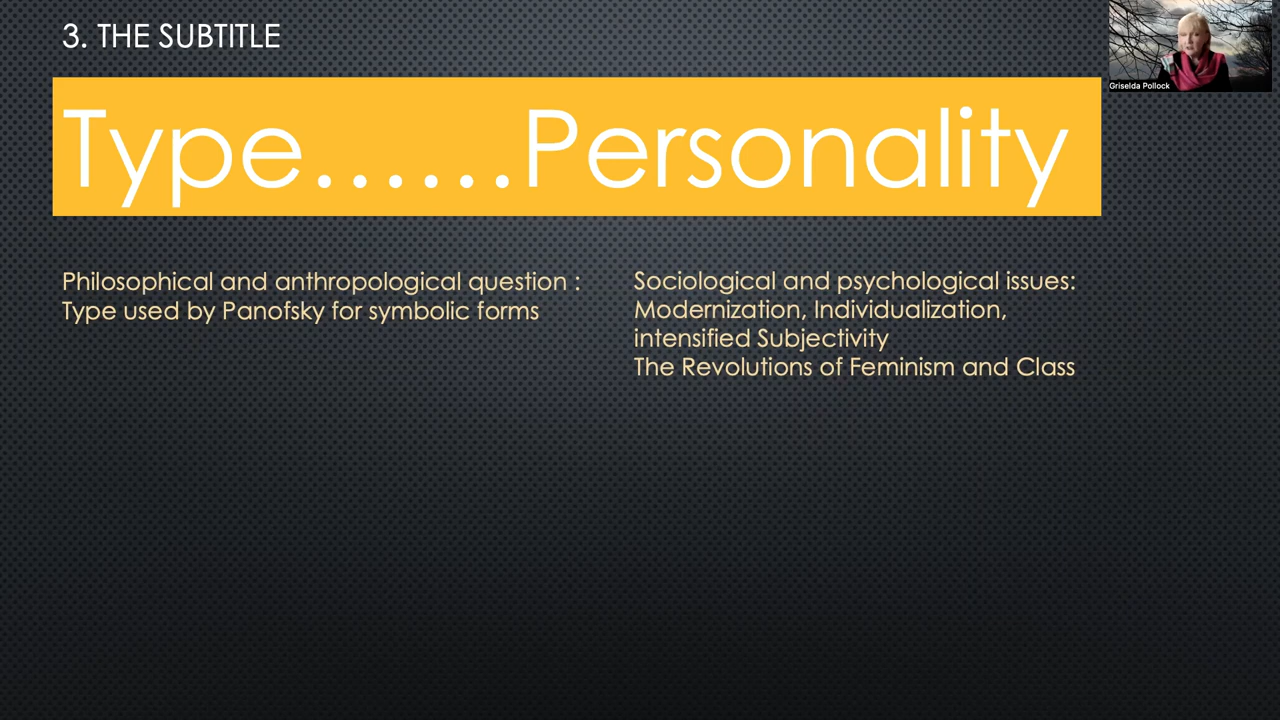 3. THE SUBTITLE
Griselda Pollock
Type......Personality
Philosophical and anthropological question :
Type used by Panofsky for symbolic forms
Sociological and psychological issues:
Modernization, Individualization,
intensified Subjectivity
The Revolutions of Feminism and Class